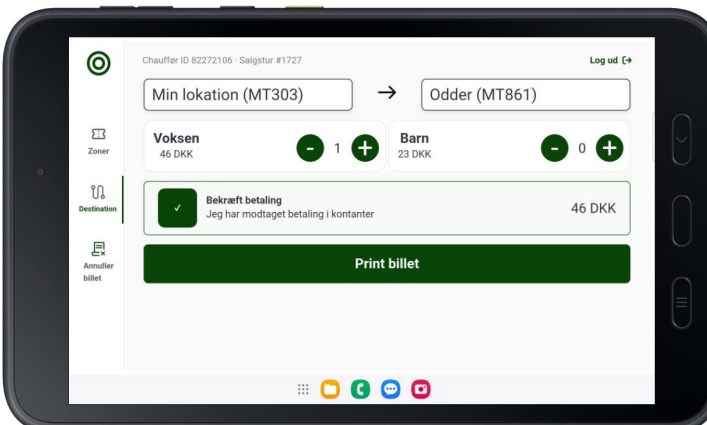 Chauffør ID 82272106 · Salgstur #1727
Log ud
Min lokation (MT303) → Odder (MT861)
Zoner
Destination
Annuller
billet
Voksen
46 DKK
- 1 +
Barn
23 DKK
- 0 +
Bekræft betaling
Jeg har modtaget betaling i kontanter
46 DKK
Print billet